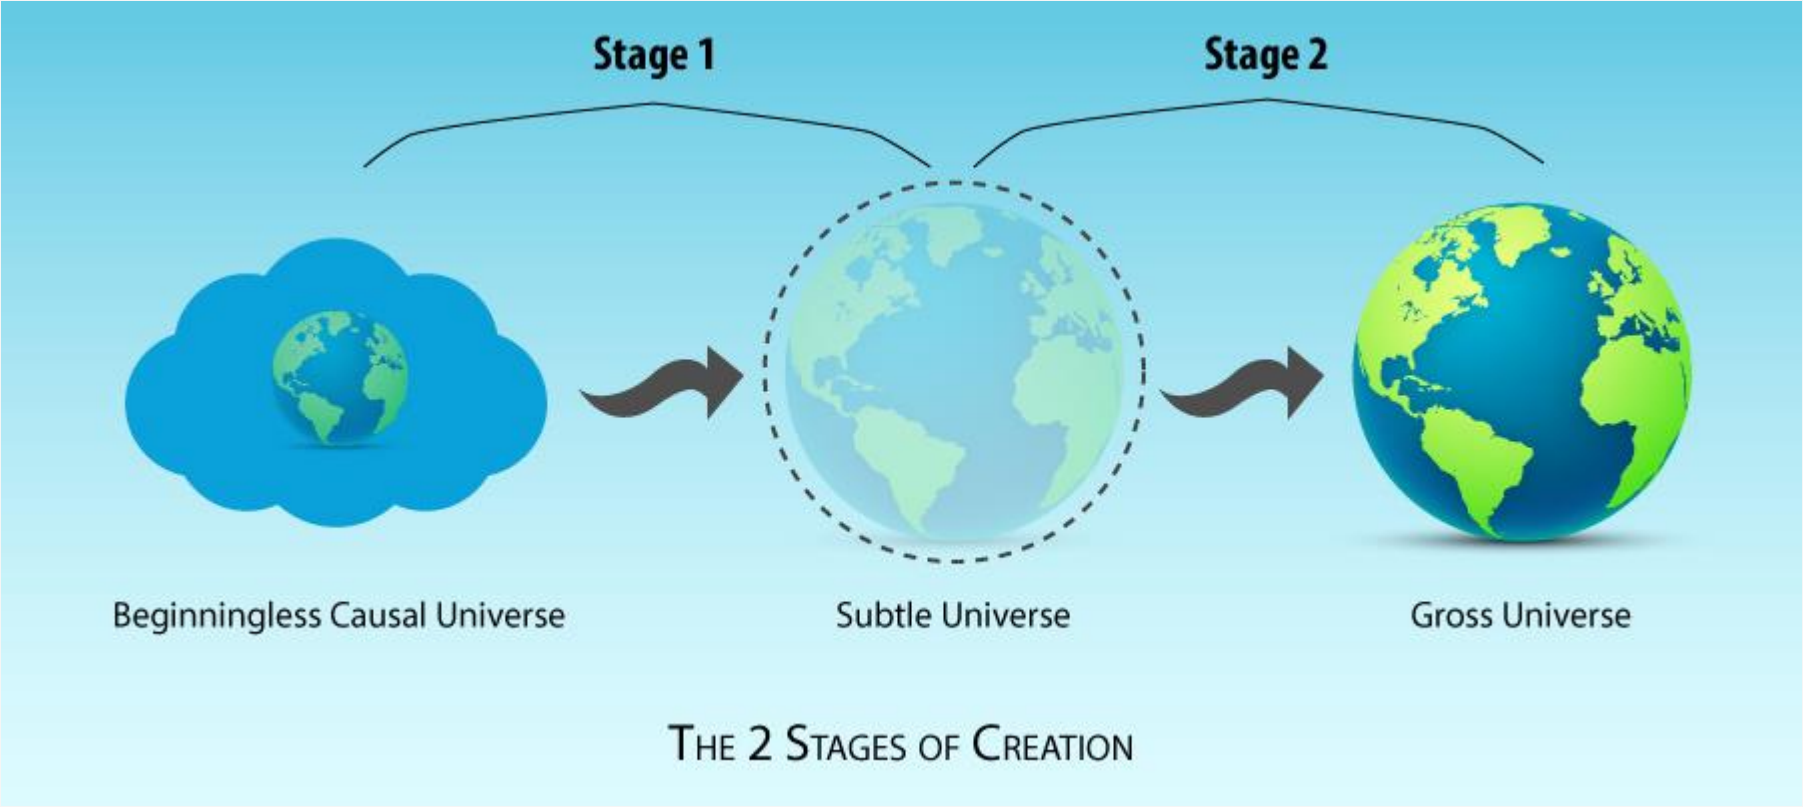 Stage 1
Stage 2
Beginningless Causal Universe
Subtle Universe
Gross Universe
THE 2 STAGES OF CREATION